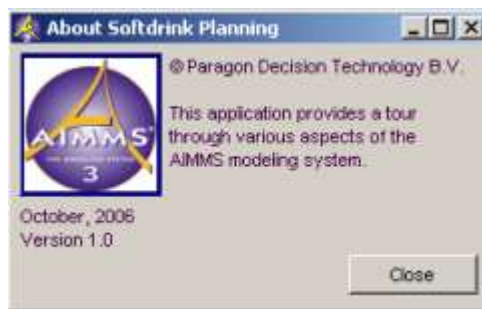 About Softdrink Planning
© Paragon Decision Technology B.V.
This application provides a tour
through various aspects of the
AIMMS modeling system.
AIMMS
3
October, 2006
Version 1.0
Close